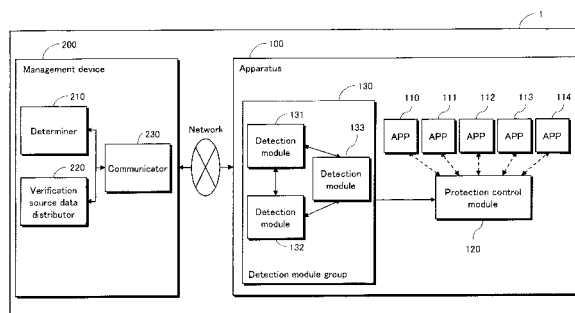 1
200
Management device
210
Determiner
230
Communicator
220
Verification
source data
distributor
Network
100
Apparatus
130
131
Detection
module
133
Detection
module
Detection
module
132
Detection module group
110
111
112
113
114
APP
APP
APP
APP
APP
Protection control
module
120